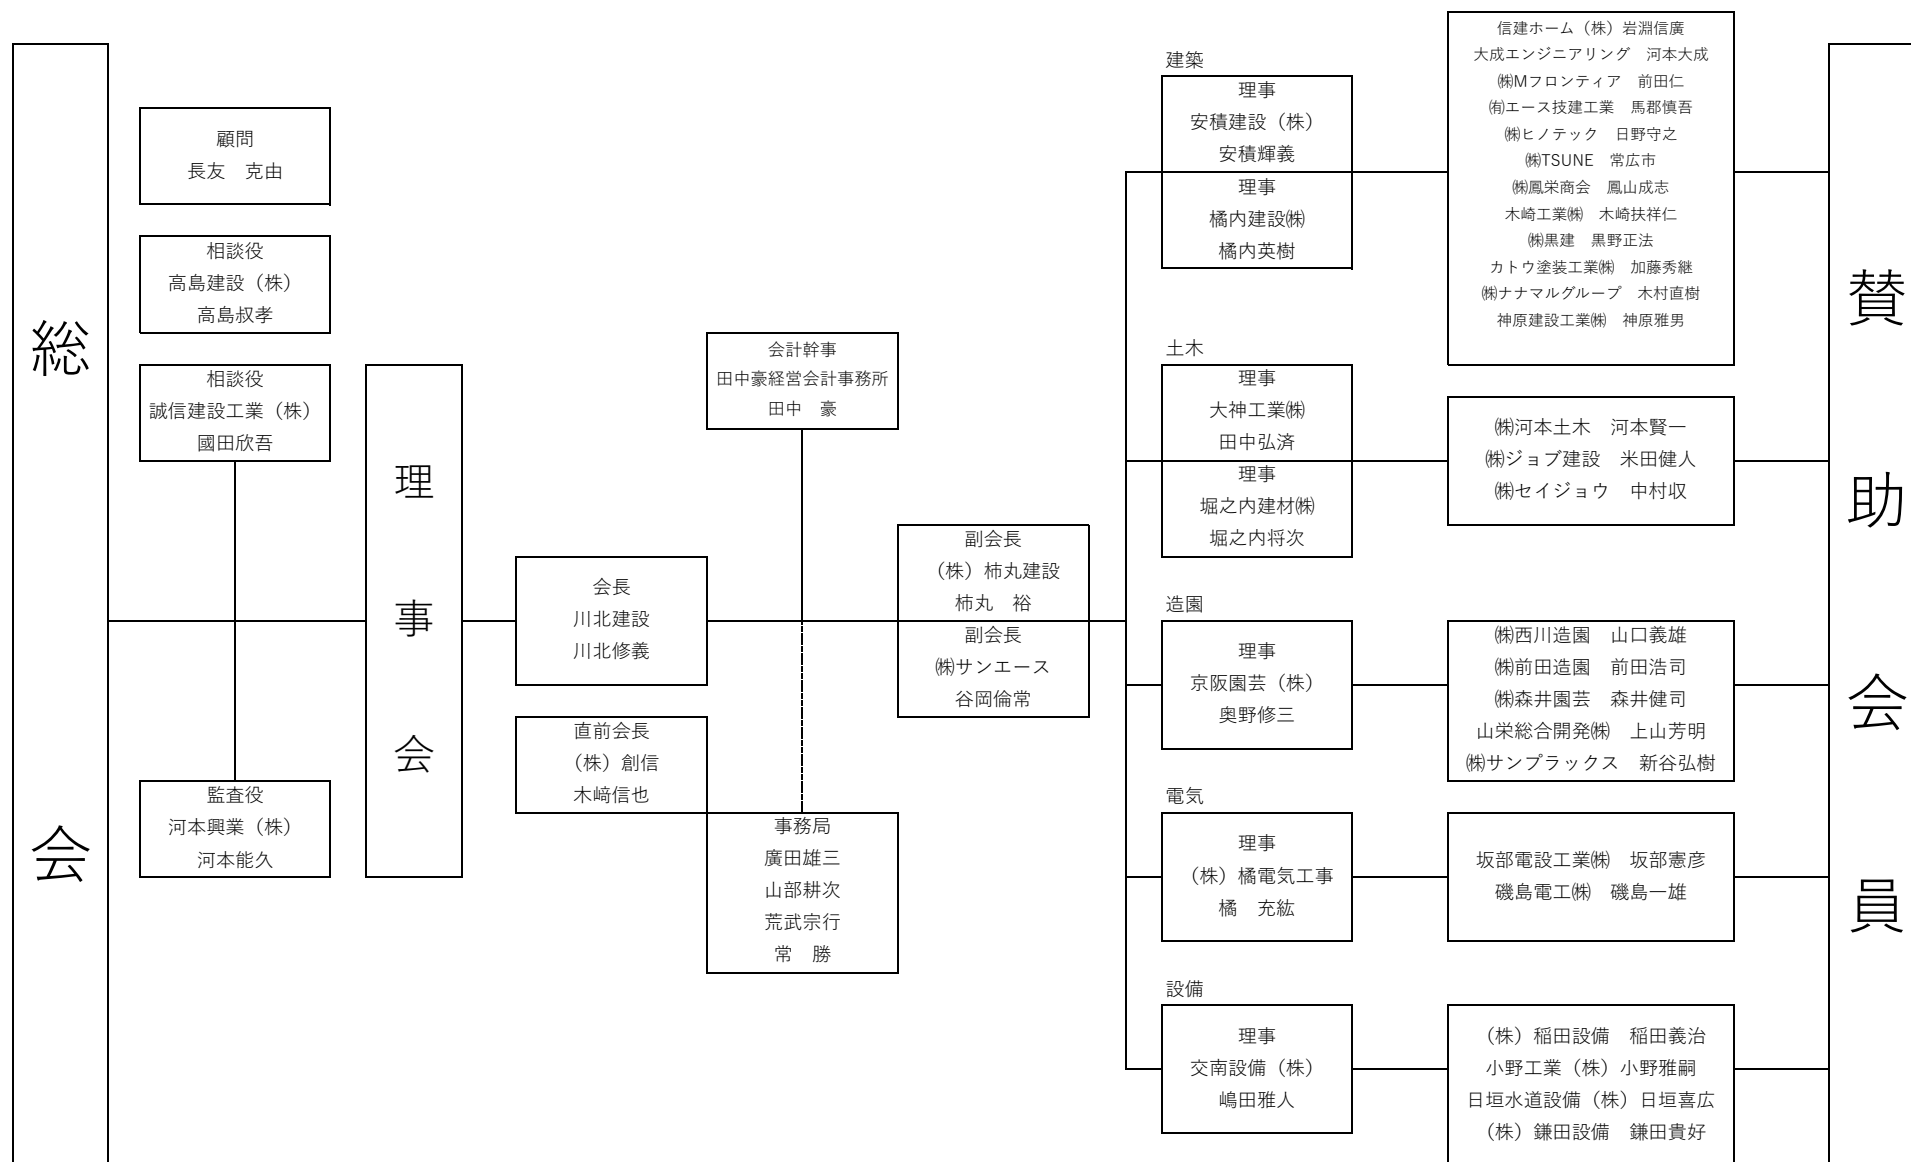 総会
顧問
長友　克由
相談役
高島建設（株）
高島叔孝
相談役
誠信建設工業（株）
國田欣吾
監査役
河本興業（株）
河本能久
理事会
会長
川北建設
川北修義
直前会長
（株）創信
木﨑信也
会計幹事
田中豪経営会計事務所
田中　豪
事務局
廣田雄三
山部耕次
荒武宗行
常　勝
副会長
（株）柿丸建設
柿丸　裕
副会長
㈱サンエース
谷岡倫常
建築
理事
安積建設（株）
安積輝義
理事
橘内建設㈱
橘内英樹
信建ホーム（株）岩淵信廣
大成エンジニアリング　河本大成
㈱Mフロンティア　前田仁
㈲エース技建工業　馬郡慎吾
㈱ヒノテック　日野守之
㈱TSUNE　常広市
㈱鳳栄商会　鳳山成志
木崎工業㈱　木崎扶祥仁
㈱黒建　黒野正法
カトウ塗装工業㈱　加藤秀継
㈱ナナマルグループ　木村直樹
神原建設工業㈱　神原雅男
土木
理事
大神工業㈱
田中弘済
理事
堀之内建材㈱
堀之内将次
㈱河本土木　河本賢一
㈱ジョブ建設　米田健人
㈱セイジョウ　中村収
造園
理事
京阪園芸（株）
奥野修三
㈱西川造園　山口義雄
㈱前田造園　前田浩司
㈱森井園芸　森井健司
山栄総合開発㈱　上山芳明
㈱サンプラックス　新谷弘樹
電気
理事
（株）橘電気工事
橘　充紘
坂部電設工業㈱　坂部憲彦
磯島電工㈱　磯島一雄
設備
理事
交南設備（株）
嶋田雅人
（株）稲田設備　稲田義治
小野工業（株）小野雅嗣
日垣水道設備（株）日垣喜広
（株）鎌田設備　鎌田貴好
賛助会員